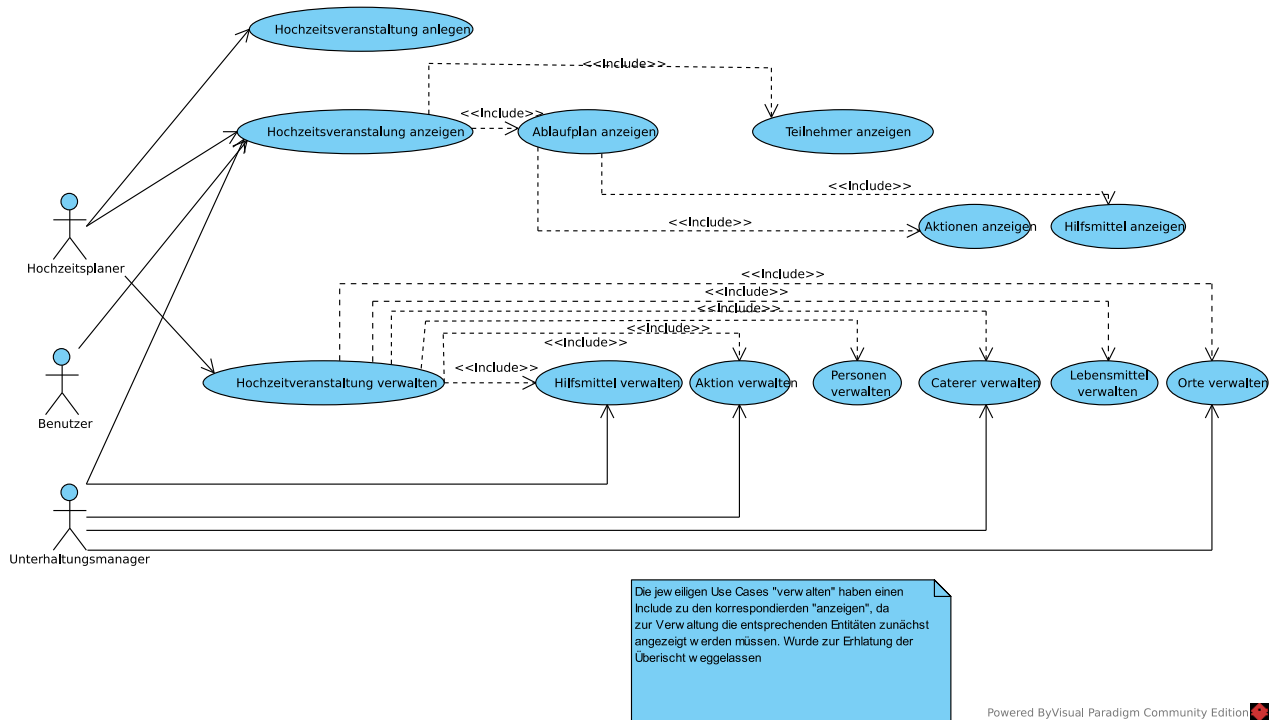 Hochzeitsveranstaltung anlegen
<<Include>>
<<Include>>
Hochzeitsveranstalung anzeigen
Ablaufplan anzeigen
Teilnehmer anzeigen
<<Include>>
<<Include>>
Aktionen anzeigen
Hilfsmittel anzeigen
Hochzeitsplaner
<<Include>>
<<Include>>
<<Include>>
<<Include>>
<<Include>>
<<Include>>
Hochzeitveranstaltung verwalten
Hilfsmittel verwalten
Aktion verwalten
Personen
verwalten
Caterer verwalten
Lebensmittel
verwalten
Orte verwalten
Benutzer
Unterhaltungsmanager
Die jeweiligen Use Cases "verwalten" haben einen
Include zu den korrespondierden "anzeigen", da
zur Verwaltung die entsprechenden Entitäten zunächst
angezeigt werden müssen. Wurde zur Erhlatung der
Überischt weggelassen
Powered ByVisual Paradigm Community Edition